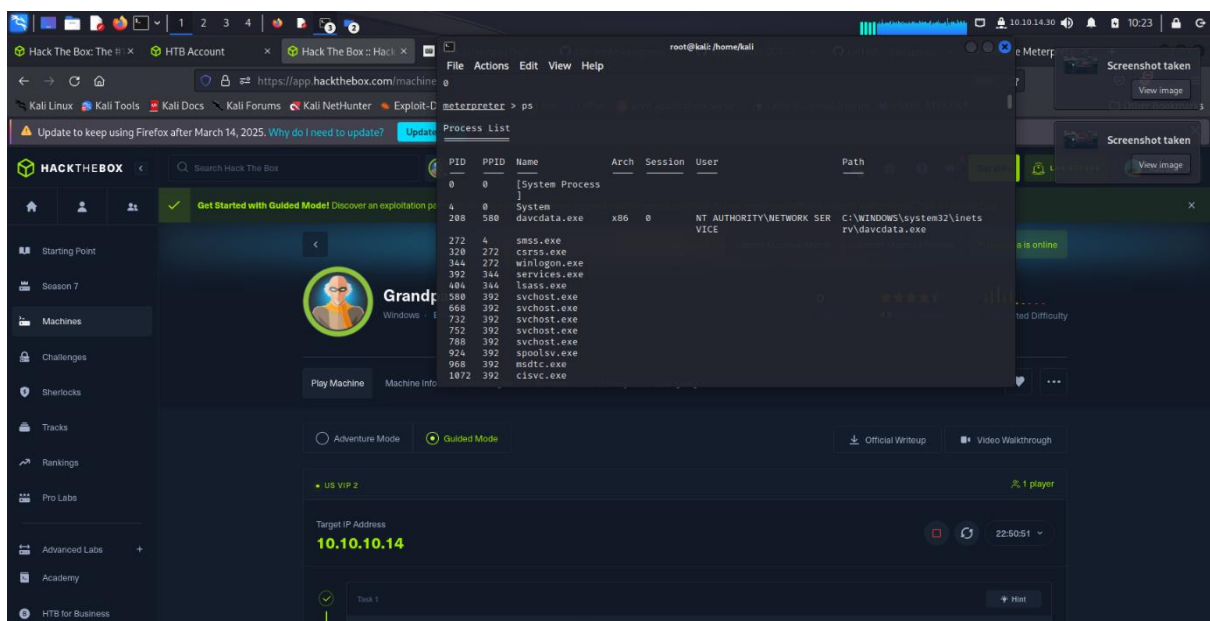 1 2 3 4
10.10.14.30
10:23
Hack The Box: The #1
HTB Account
Hack The Box :: Hack
root@kali: /home/kali
e Meterp
File Actions Edit View Help
https://app.hackthebox.com/machine
0
Kali Linux Kali Tools Kali Docs Kali Forums Kali NetHunter Exploit-D
meterpreter > ps
Update to keep using Firefox after March 14, 2025. Why do I need to update? Update
Process List
Screenshot taken
View image
Screenshot taken
View image
HACKTHEBOX
Search Hack The Box
Get Started with Guided Mode! Discover an exploitation pa
PID PPID Name Arch Session User Path
0 0 [System Process
]
4 0 System
208 580 davcdata.exe x86 0 NT AUTHORITY\NETWORK SER C:\WINDOWS\system32\inets
VICE rv\davcdata.exe
272 4 smss.exe
320 272 csrss.exe
344 272 winlogon.exe
392 344 services.exe
404 344 lsass.exe
580 392 svchost.exe
668 392 svchost.exe
732 392 svchost.exe
752 392 svchost.exe
788 392 svchost.exe
924 392 spoolsv.exe
968 392 msdtc.exe
1072 392 cisvc.exe
Starting Point
Season 7
Machines
Challenges
Sherlocks
Tracks
Rankings
Pro Labs
Advanced Labs
Academy
HTB for Business
a is online
Grandp
Windows
ted Difficulty
Play Machine Machine Info
Adventure Mode Guided Mode
Official Writeup Video Walkthrough
US VIP 2
1 player
Target IP Address
10.10.10.14
22:50:51
Task 1
Hint